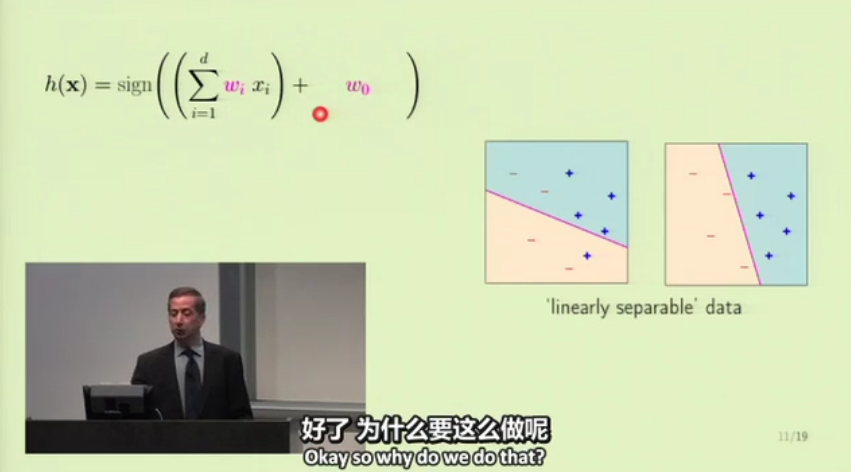 h(x) = sign((∑_{i=1}^{d} w_i x_i) + w_0)
'linearly separable' data
好了 为什么要这么做呢
Okay so why do we do that?
11/19